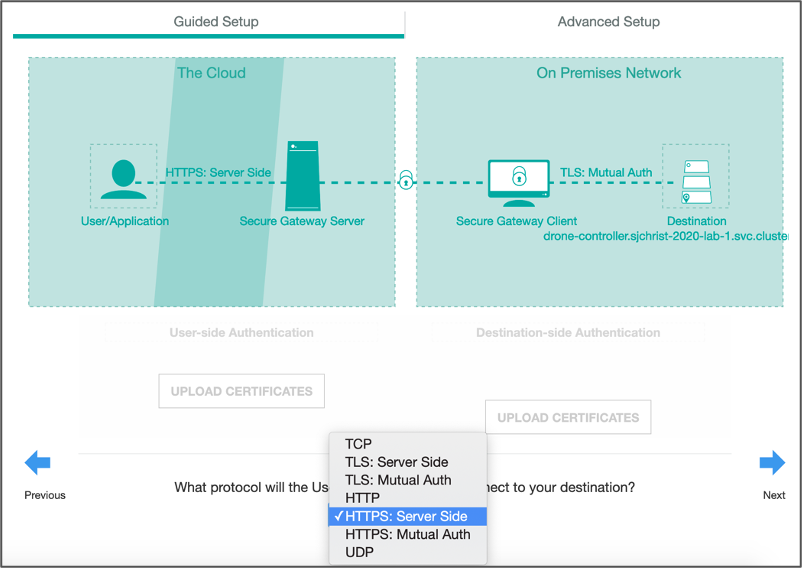 Guided Setup
Advanced Setup
The Cloud
On Premises Network
HTTPS: Server Side
TLS: Mutual Auth
User/Application
Secure Gateway Server
Secure Gateway Client
Destination
drone-controller.sjchrist-2020-lab-1.svc.cluster
User-side Authentication
Destination-side Authentication
UPLOAD CERTIFICATES
UPLOAD CERTIFICATES
Previous
Next
What protocol will the Us
nect to your destination?
TCP
TLS: Server Side
TLS: Mutual Auth
HTTP
✓HTTPS: Server Side
HTTPS: Mutual Auth
UDP